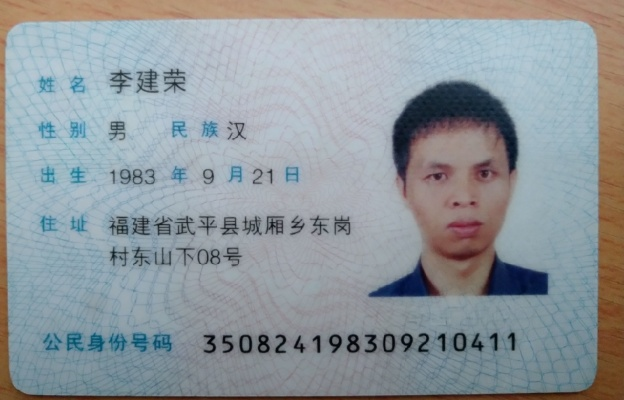 姓名 李建荣
性别 男 民族 汉
出生 1983 年 9 月 21 日
住址 福建省武平县城厢乡东岗
村东山下08号
公民身份号码 350824198309210411